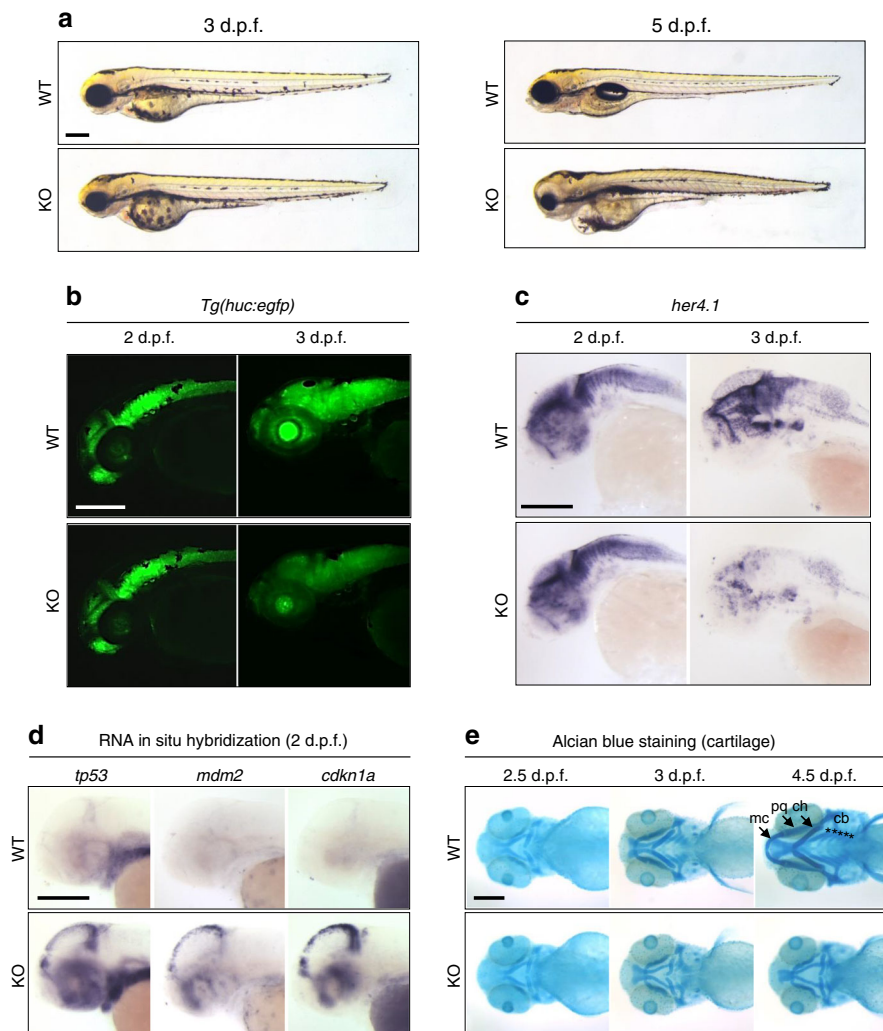 a
3 d.p.f.
5 d.p.f.
WT
KO
b
Tg(huc:egfp)
2 d.p.f.
3 d.p.f.
WT
KO
c
her4.1
2 d.p.f.
3 d.p.f.
WT
KO
d
RNA in situ hybridization (2 d.p.f.)
tp53
mdm2
cdkn1a
WT
KO
e
Alcian blue staining (cartilage)
2.5 d.p.f.
3 d.p.f.
4.5 d.p.f.
mc
pq
ch
cb
*****
WT
KO